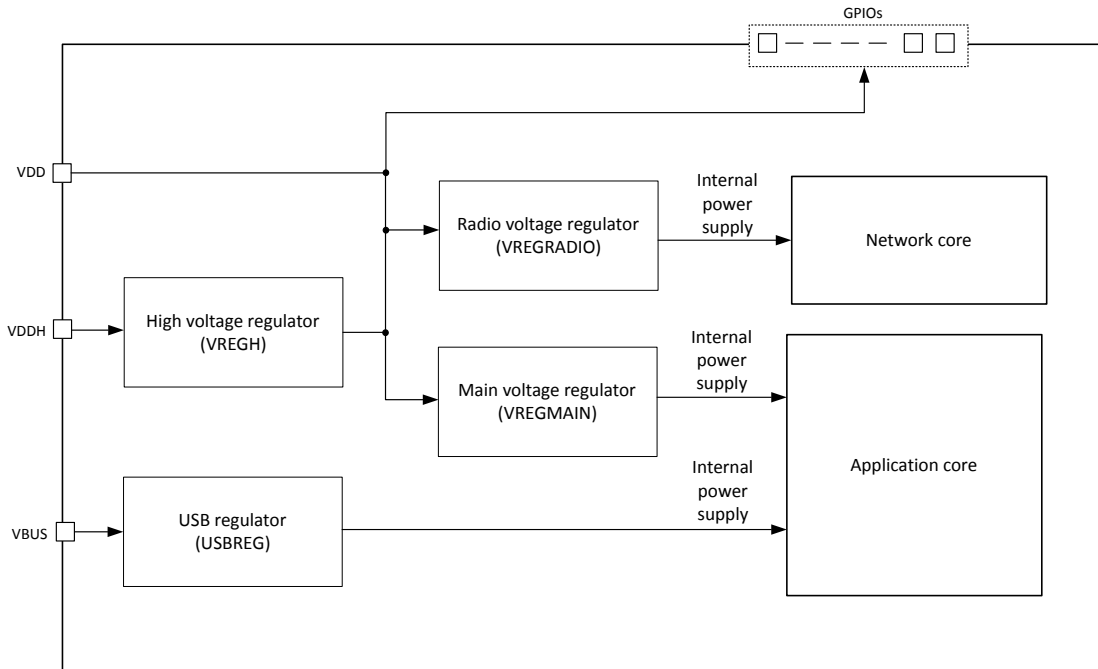 GPIOs
VDD
Radio voltage regulator
(VREGRADIO)
Internal
power
supply
Network core
VDDH
High voltage regulator
(VREGH)
Main voltage regulator
(VREGMAIN)
Internal
power
supply
Application core
VBUS
USB regulator
(USBREG)
Internal
power
supply